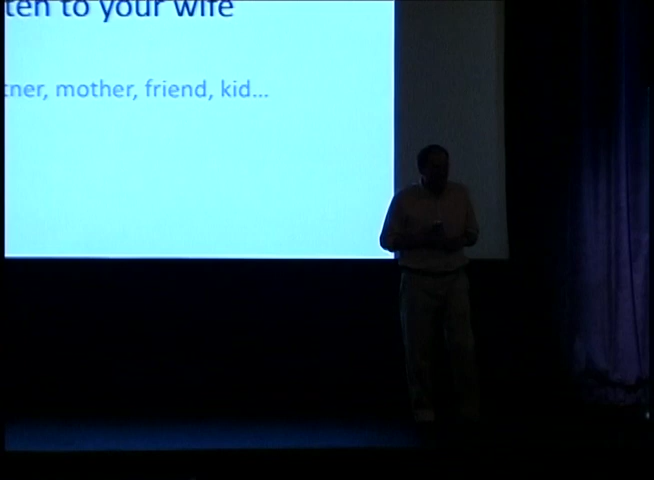 ten to your wife
tner, mother, friend, kid...